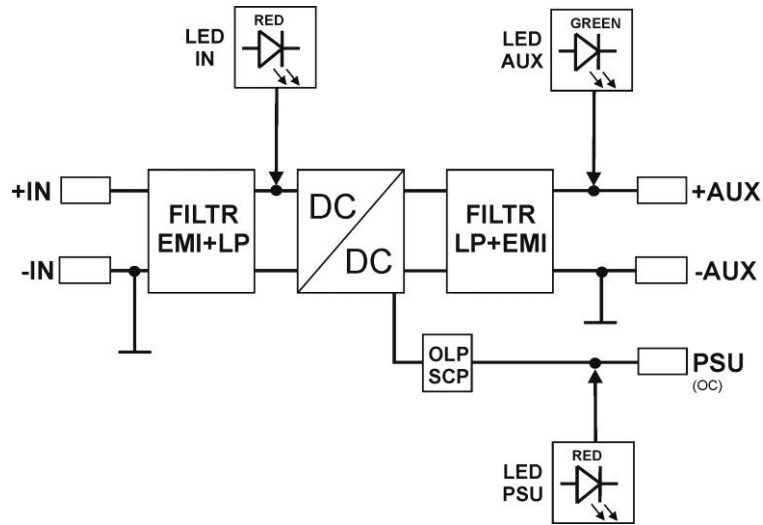 LED
IN
RED
LED
AUX
GREEN
+IN
-IN
FILTR
EMI+LP
DC
DC
FILTR
LP+EMI
+AUX
-AUX
OLP
SCP
PSU
(OC)
LED
PSU
RED